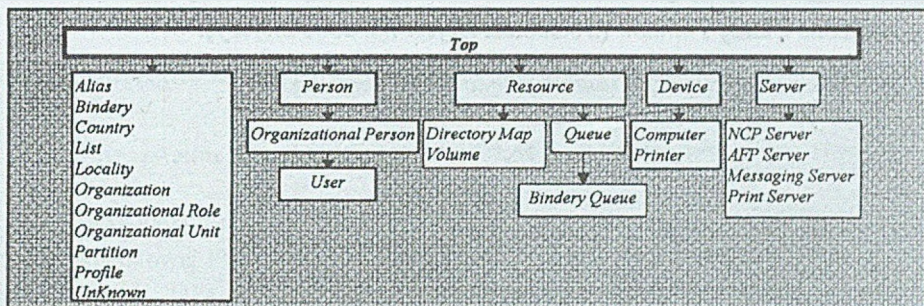 Top
Alias
Bindery
Country
List
Locality
Organization
Organizational Role
Organizational Unit
Partition
Profile
UnKnown
Person
Organizational Person
User
Resource
Directory Map
Volume
Queue
Bindery Queue
Device
Computer
Printer
Server
NCP Server
AFP Server
Messaging Server
Print Server